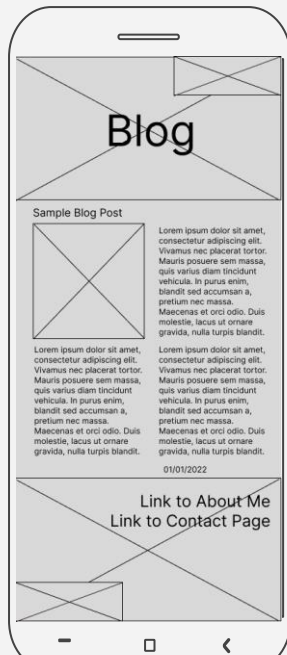 Blog
Sample Blog Post
Lorem ipsum dolor sit amet,
consectetur adipiscing elit.
Vivamus nec placerat tortor.
Mauris posuere sem massa,
quis varius diam tincidunt
vehicula. In purus enim,
blandit sed accumsan a,
pretium nec massa.
Maecenas et orci odio. Duis
molestie, lacus ut ornare
gravida, nulla turpis blandit.
Lorem ipsum dolor sit amet,
consectetur adipiscing elit.
Vivamus nec placerat tortor.
Mauris posuere sem massa,
quis varius diam tincidunt
vehicula. In purus enim,
blandit sed accumsan a,
pretium nec massa.
Maecenas et orci odio. Duis
molestie, lacus ut ornare
gravida, nulla turpis blandit.
Lorem ipsum dolor sit amet,
consectetur adipiscing elit.
Vivamus nec placerat tortor.
Mauris posuere sem massa,
quis varius diam tincidunt
vehicula. In purus enim,
blandit sed accumsan a,
pretium nec massa.
Maecenas et orci odio. Duis
molestie, lacus ut ornare
gravida, nulla turpis blandit.
01/01/2022
Link to About Me
Link to Contact Page